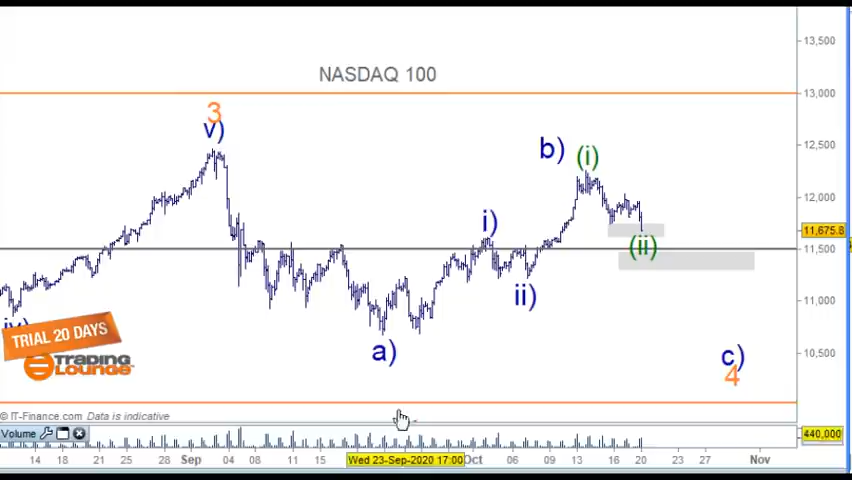 NASDAQ 100
13,500
13,000
12,500
12,000
11,675.8
11,500
11,000
10,500
3
v)
b)
(i)
i)
(ii)
ii)
a)
c)
4
iv)
TRIAL 20 DAYS
TRADING
LOUNGE
© IT-Finance.com Data is indicative
Volume
440,000
14 18 21 25 28 Sep 04 08 11 15 Wed 23-Sep-2020 17:00 Oct 06 09 13 16 20 23 27 Nov